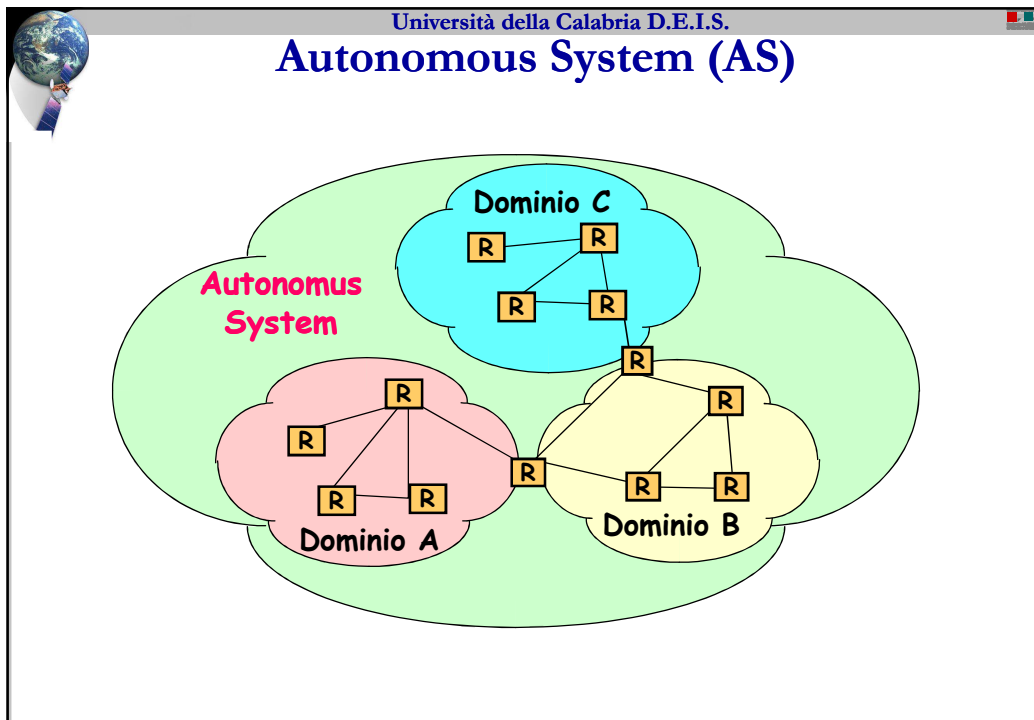 Università della Calabria D.E.I.S.
Autonomous System (AS)
Dominio C
R
R
R
R
Autonomus
System
R
R
R
R
R
R
R
R
R
Dominio B
Dominio A